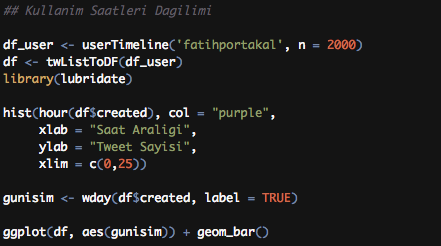 ## Kullanim Saatleri Dagilimi
df_user <- userTimeline('fatihportakal', n = 2000)
df <- twListToDF(df_user)
library(lubridate)
hist(hour(df$created), col = "purple",
xlab = "Saat Araligi",
ylab = "Tweet Sayisi",
xlim = c(0,25))
gunisim <- wday(df$created, label = TRUE)
ggplot(df, aes(gunisim)) + geom_bar()